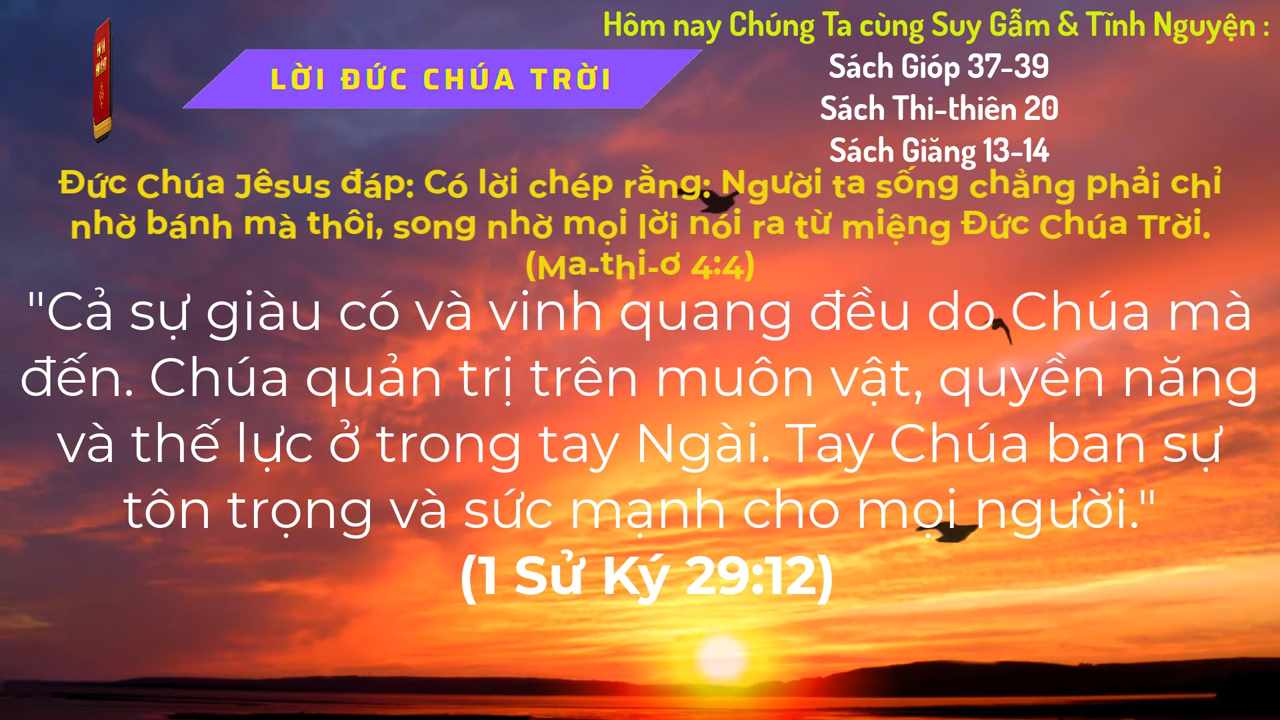 Hôm nay Chúng Ta cùng Suy Gẫm & Tĩnh Nguyện :
Sách Gióp 37-39
Sách Thi-thiên 20
Sách Giăng 13-14
LỜI ĐỨC CHÚA TRỜI
Đức Chúa Jêsus đáp: Có lời chép rằng: Người ta sống chẳng phải chỉ
nhờ bánh mà thôi, song nhờ mọi lời nói ra từ miệng Đức Chúa Trời.
(Ma-thi-ơ 4:4)
"Cả sự giàu có và vinh quang đều do Chúa mà
đến. Chúa quản trị trên muôn vật, quyền năng
và thế lực ở trong tay Ngài. Tay Chúa ban sự
tôn trọng và sức mạnh cho mọi người."
(1 Sử Ký 29:12)